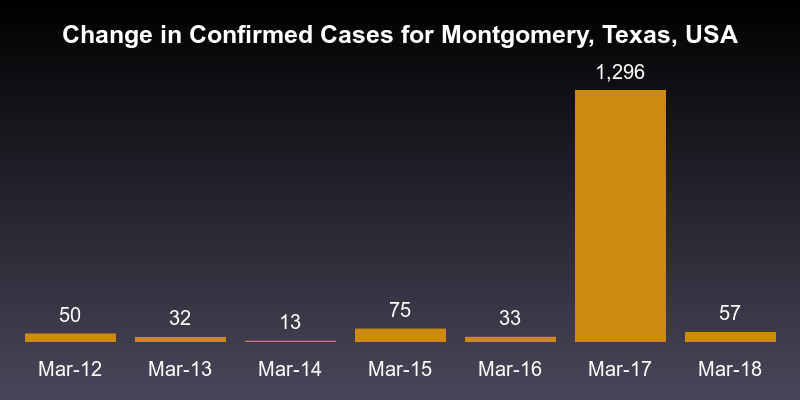 Change in Confirmed Cases for Montgomery, Texas, USA
1,296
50 32 13 75 33 57
Mar-12 Mar-13 Mar-14 Mar-15 Mar-16 Mar-17 Mar-18